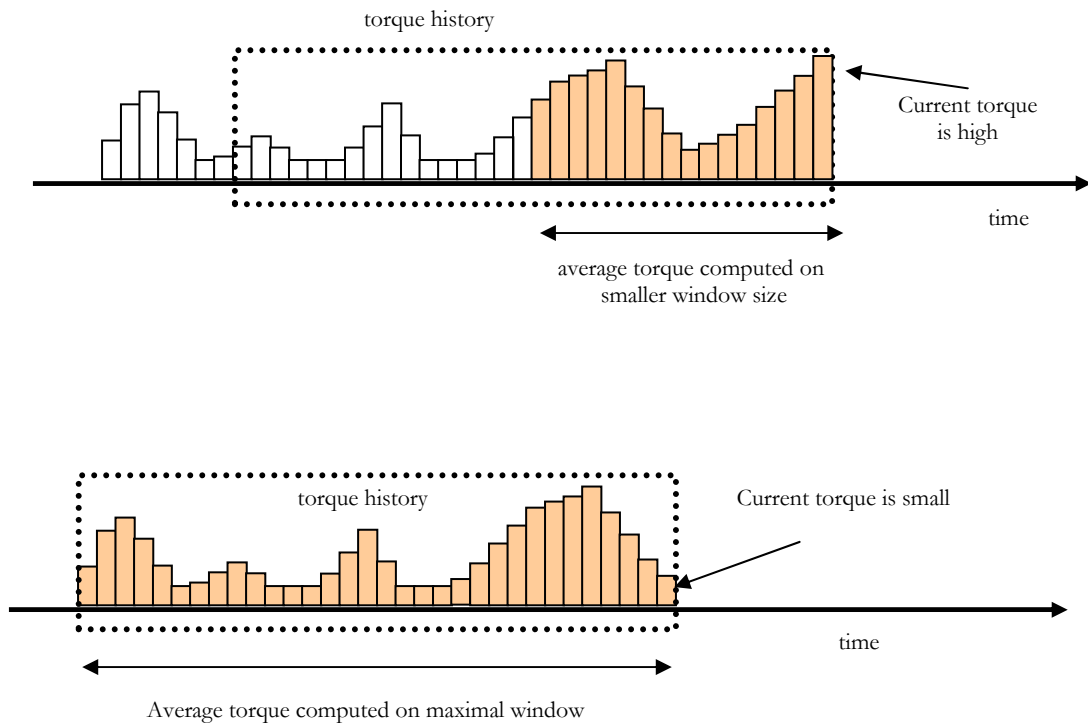 torque history
Current torque
is high
time
average torque computed on
smaller window size
torque history
Current torque is small
time
Average torque computed on maximal window